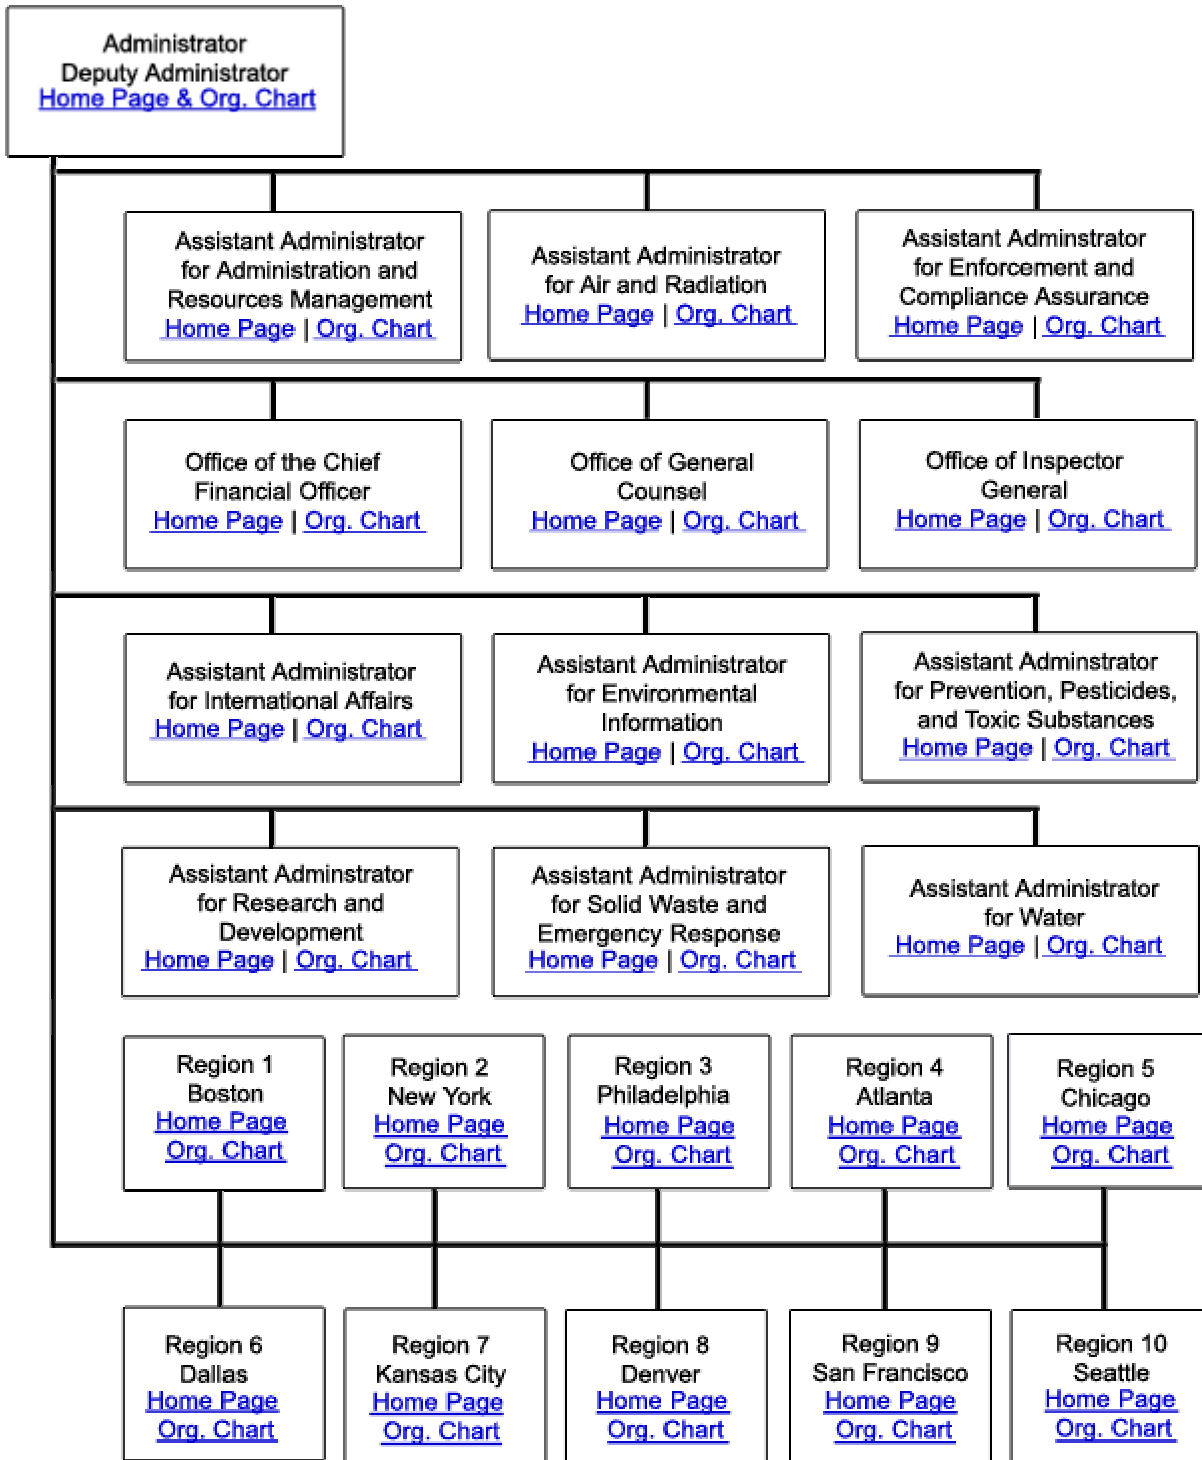 Administrator
Deputy Administrator
Home Page & Org. Chart
Assistant Administrator
for Administration and
Resources Management
Home Page | Org. Chart
Assistant Administrator
for Air and Radiation
Home Page | Org. Chart
Assistant Adminstrator
for Enforcement and
Compliance Assurance
Home Page | Org. Chart
Office of the Chief
Financial Officer
Home Page | Org. Chart
Office of General
Counsel
Home Page | Org. Chart
Office of Inspector
General
Home Page | Org. Chart
Assistant Administrator
for International Affairs
Home Page | Org. Chart
Assistant Administrator
for Environmental
Information
Home Page | Org. Chart
Assistant Adminstrator
for Prevention, Pesticides,
and Toxic Substances
Home Page | Org. Chart
Assistant Adminstrator
for Research and
Development
Home Page | Org. Chart
Assistant Administrator
for Solid Waste and
Emergency Response
Home Page | Org. Chart
Assistant Administrator
for Water
Home Page | Org. Chart
Region 1
Boston
Home Page
Org. Chart
Region 2
New York
Home Page
Org. Chart
Region 3
Philadelphia
Home Page
Org. Chart
Region 4
Atlanta
Home Page
Org. Chart
Region 5
Chicago
Home Page
Org. Chart
Region 6
Dallas
Home Page
Org. Chart
Region 7
Kansas City
Home Page
Org. Chart
Region 8
Denver
Home Page
Org. Chart
Region 9
San Francisco
Home Page
Org. Chart
Region 10
Seattle
Home Page
Org. Chart